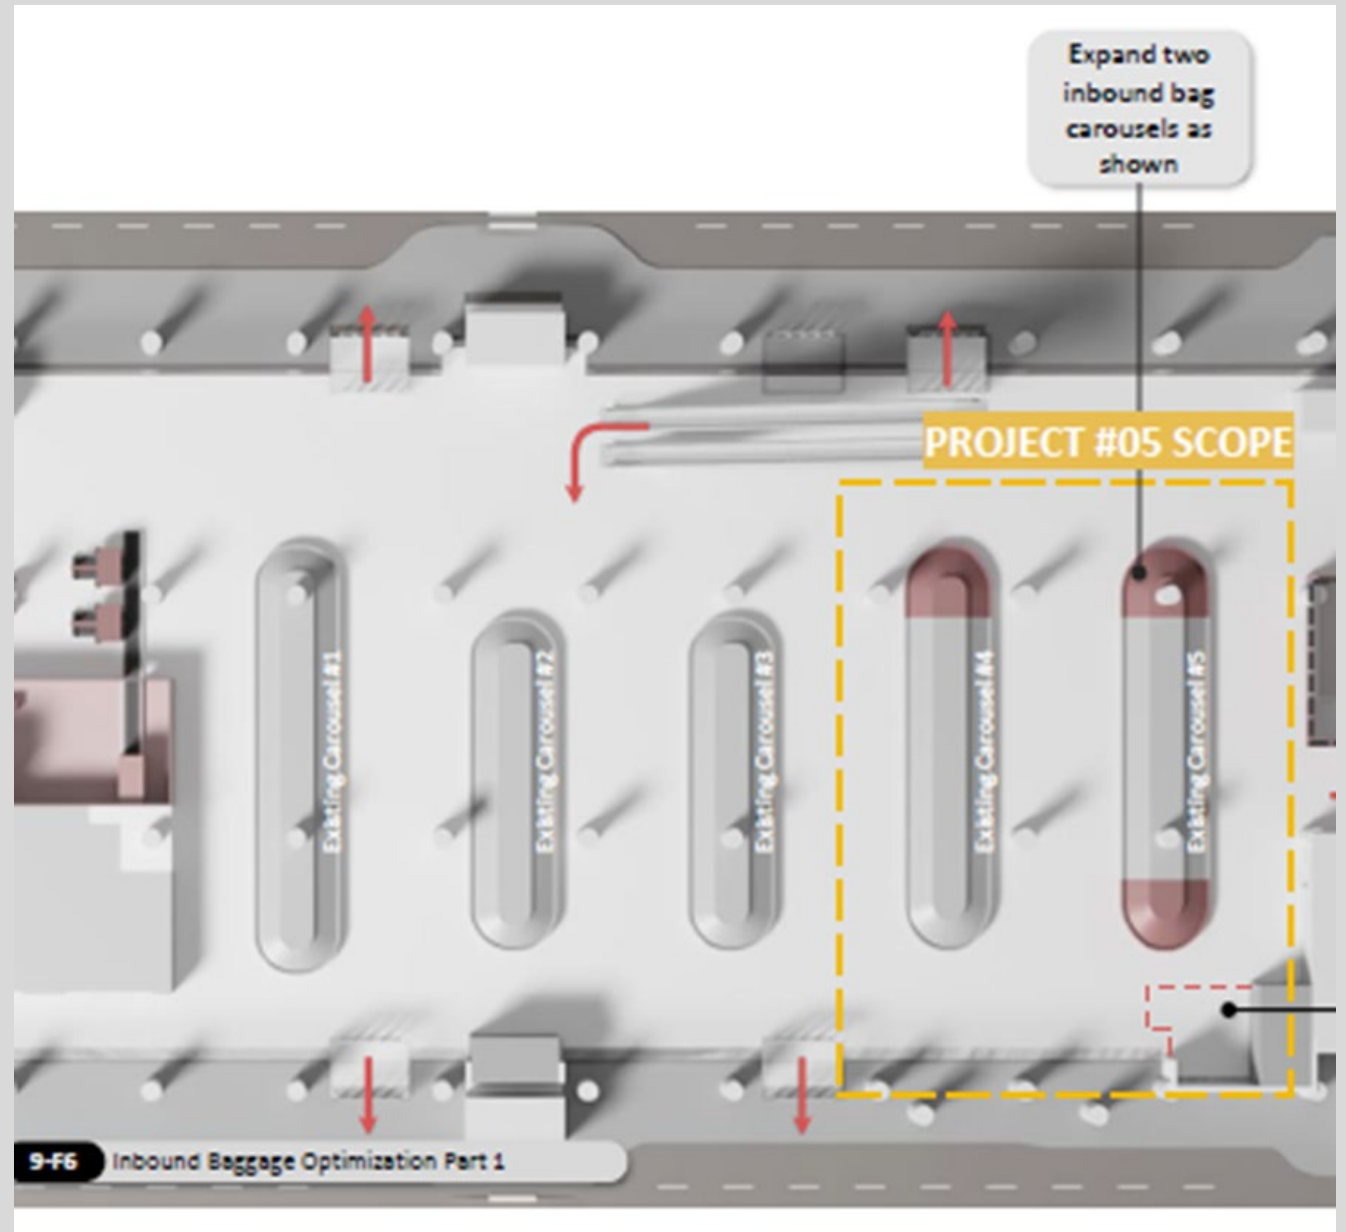 Expand two
inbound bag
carousels as
shown
PROJECT #05 SCOPE
Existing Carousel #1
Existing Carousel #2
Existing Carousel #3
Existing Carousel #4
Existing Carousel #5
9-F6 Inbound Baggage Optimization Part 1